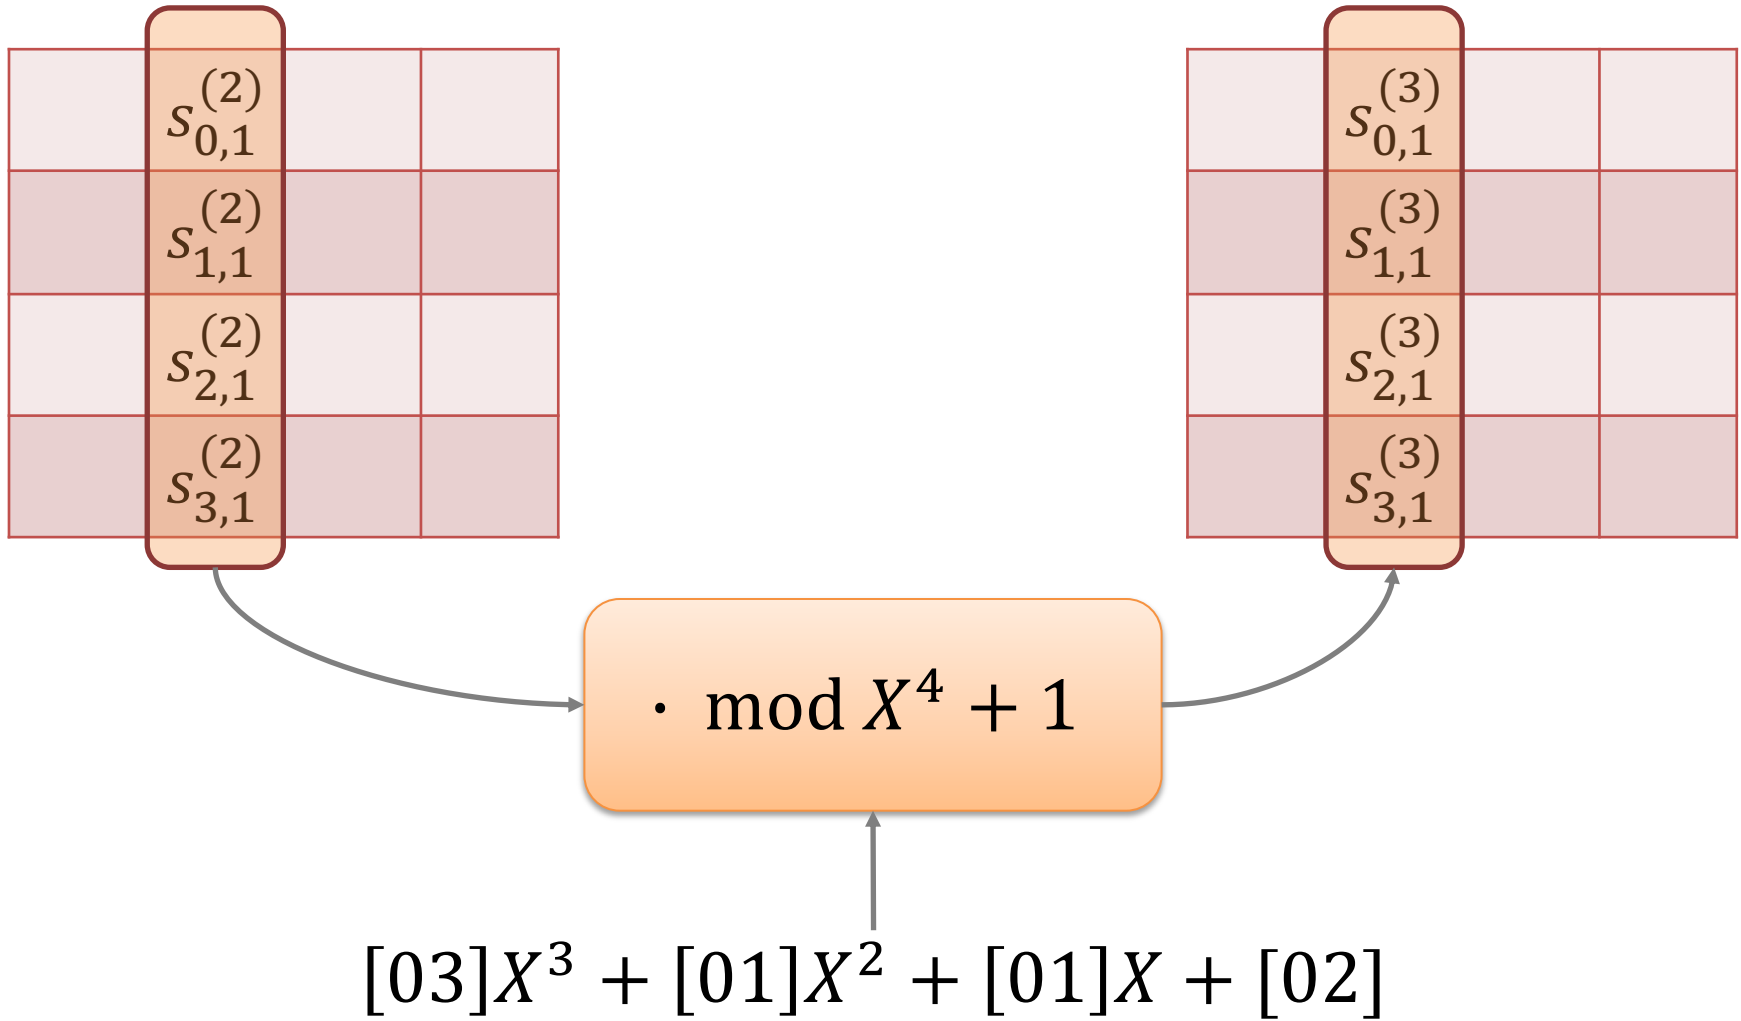 s_{0,1}^{(2)} s_{0,1}^{(3)}
s_{1,1}^{(2)} s_{1,1}^{(3)}
s_{2,1}^{(2)} s_{2,1}^{(3)}
s_{3,1}^{(2)} s_{3,1}^{(3)}
· mod X^4 + 1
[03]X^3 + [01]X^2 + [01]X + [02]